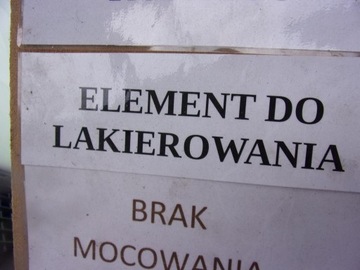 ELEMENT DO
LAKIEROWANIA
BRAK
MOCOWANIA